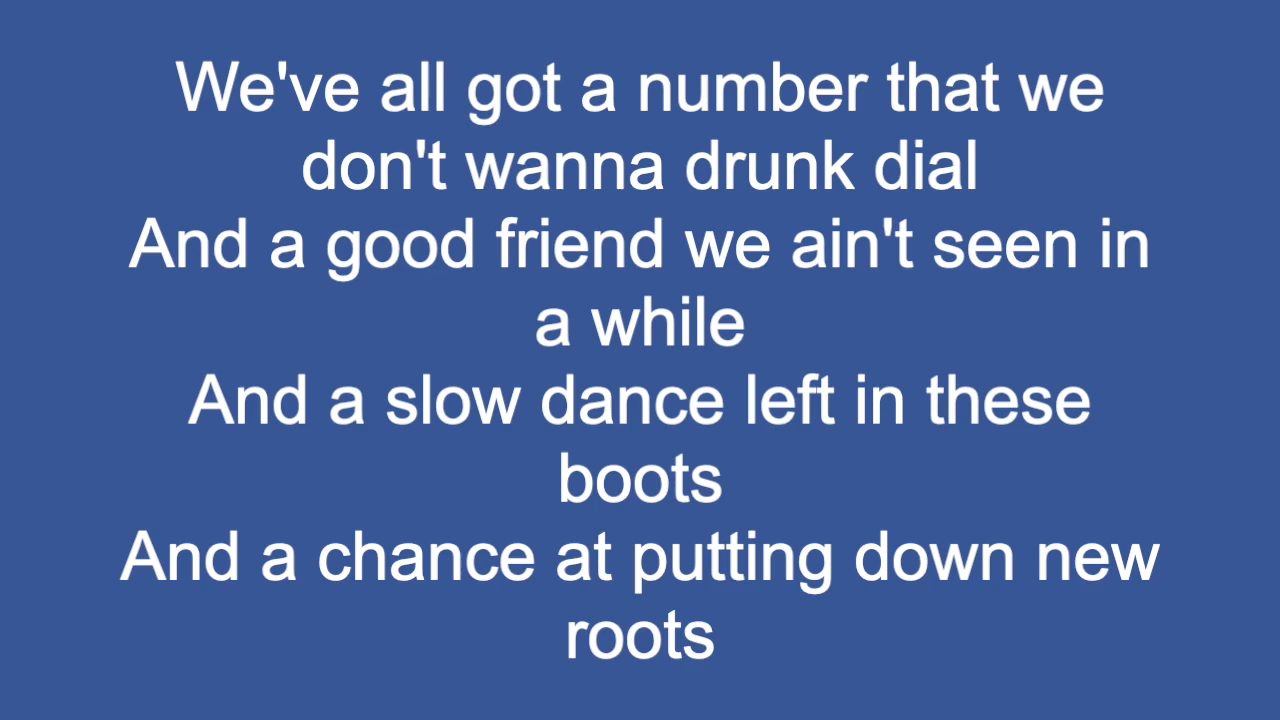 We've all got a number that we
don't wanna drunk dial
And a good friend we ain't seen in
a while
And a slow dance left in these
boots
And a chance at putting down new
roots